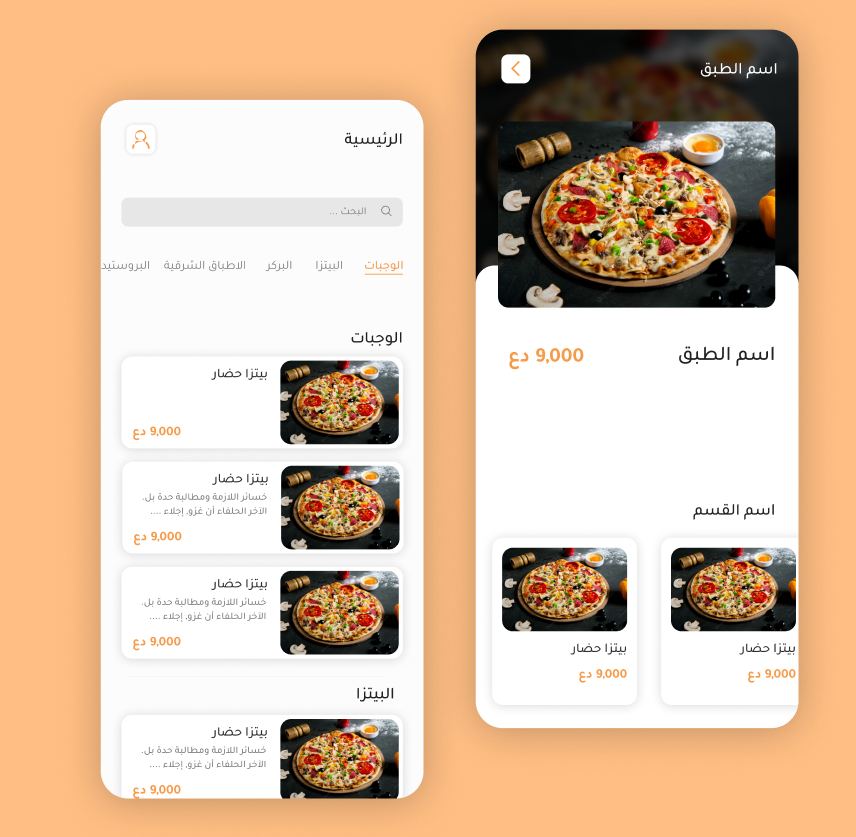 الرئيسية
البحث ...
الوجبات البيتزا البركر الاطباق الشرقية البروستيد
الوجبات
بيتزا حضار
9,000 دع
بيتزا حضار
خسائر اللازمة ومطالبة حدة بل.
الآخر الحلفاء أن غزو, إجلاء ....
9,000 دع
بيتزا حضار
خسائر اللازمة ومطالبة حدة بل.
الآخر الحلفاء أن غزو, إجلاء ....
9,000 دع
البيتزا
بيتزا حضار
خسائر اللازمة ومطالبة حدة بل.
الآخر الحلفاء أن غزو, إجلاء ....
9,000 دع
اسم الطبق
اسم الطبق
9,000 دع
اسم القسم
بيتزا حضار
9,000 دع
بيتزا حضار
9,000 دع